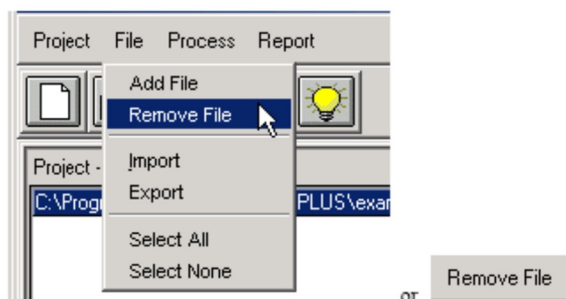 Project File Process Report
Add File
Remove File
Project -
Import
C:\Progr PLUS\exar
Export
Select All
Select None
or Remove File